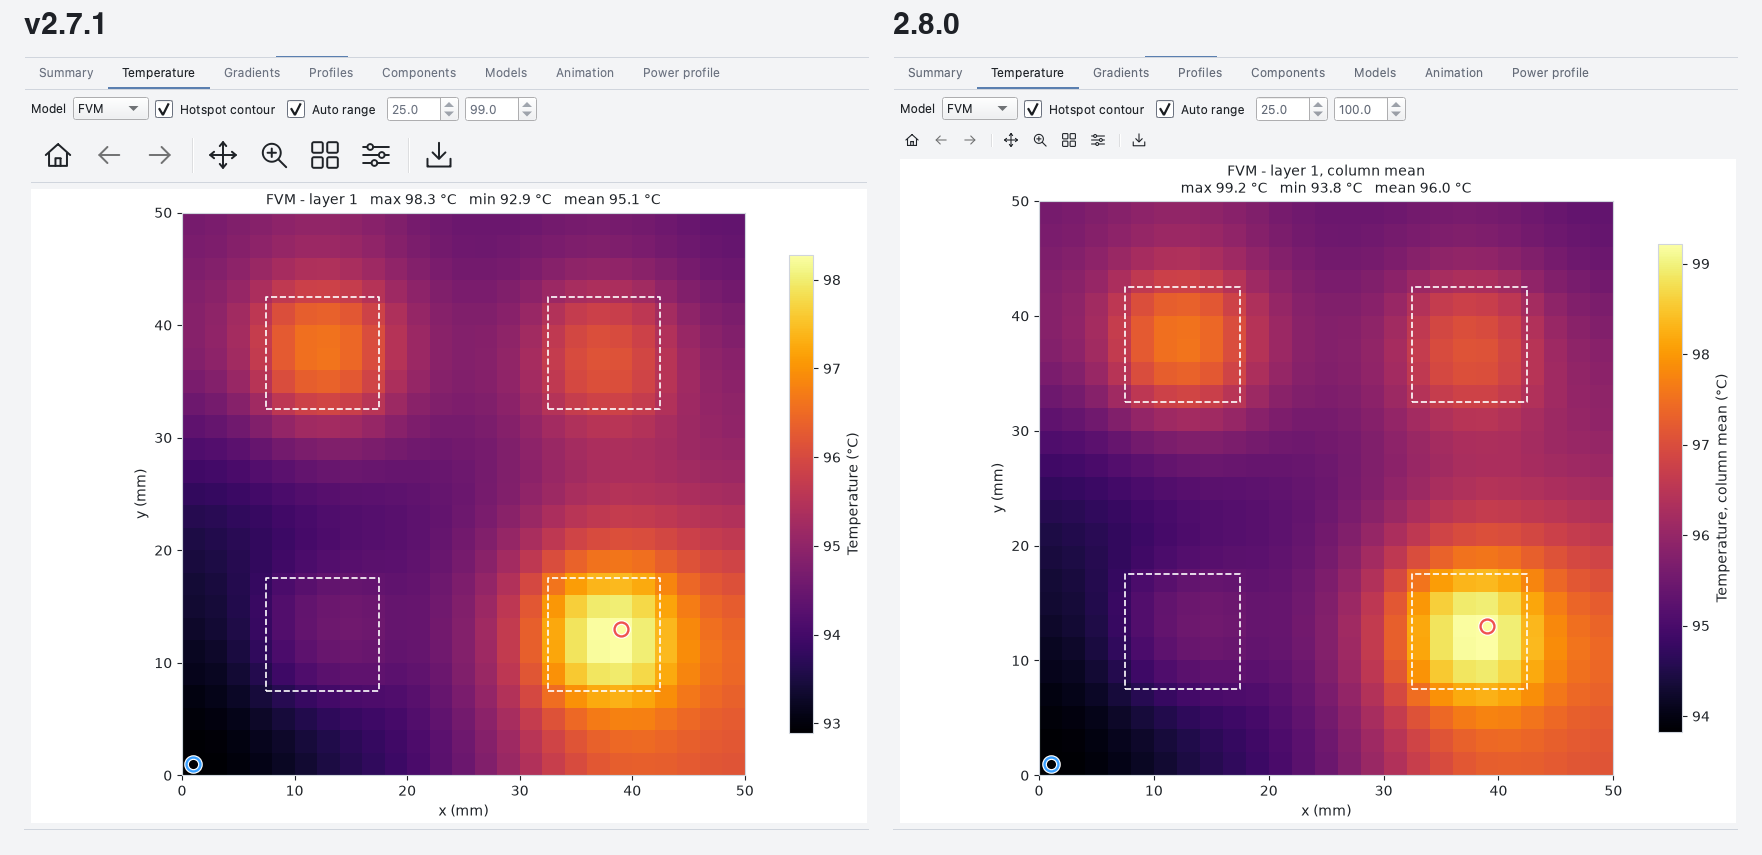 v2.7.1
Summary Temperature Gradients Profiles Components Models Animation Power profile
Model FVM Hotspot contour Auto range 25.0 99.0
FVM - layer 1 max 98.3 °C min 92.9 °C mean 95.1 °C
50
40
30
20
10
0
y (mm)
0 10 20 30 40 50
x (mm)
98
97
96
95
94
93
Temperature (°C)
2.8.0
Summary Temperature Gradients Profiles Components Models Animation Power profile
Model FVM Hotspot contour Auto range 25.0 100.0
FVM - layer 1, column mean
max 99.2 °C min 93.8 °C mean 96.0 °C
50
40
30
20
10
0
y (mm)
0 10 20 30 40 50
x (mm)
99
98
97
96
95
94
Temperature, column mean (°C)